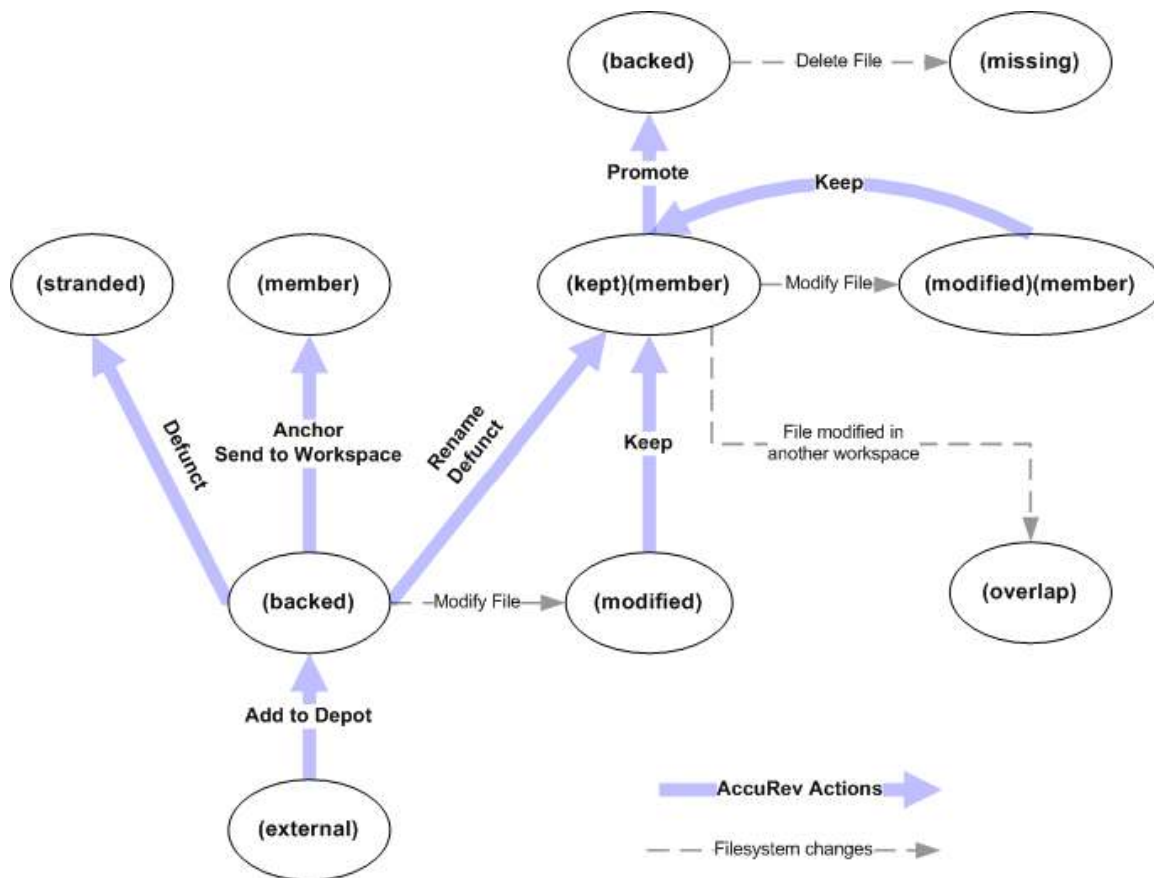 (backed)
Delete File
(missing)
Promote
Keep
(stranded)
(member)
(kept)(member)
Modify File
(modified)(member)
Defunct
Anchor
Send to Workspace
Rename
Defunct
Keep
File modified in
another workspace
(backed)
Modify File
(modified)
(overlap)
Add to Depot
(external)
AccuRev Actions
Filesystem changes